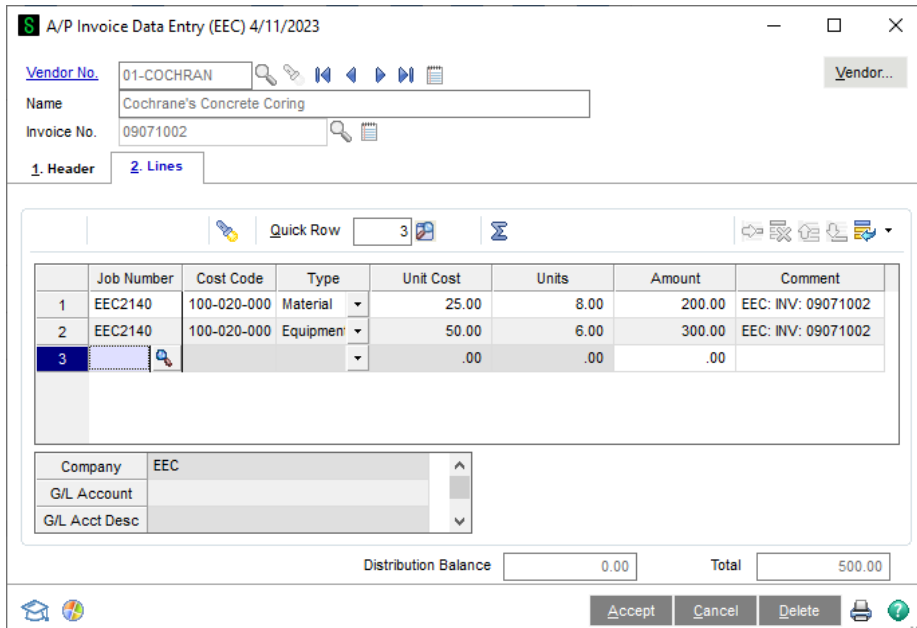 S A/P Invoice Data Entry (EEC) 4/11/2023
Vendor No. 01-COCHRAN Vendor...
Name Cochrane's Concrete Coring
Invoice No. 09071002
1. Header 2. Lines
Quick Row 3 Σ
Job Number Cost Code Type Unit Cost Units Amount Comment
1 EEC2140 100-020-000 Material 25.00 8.00 200.00 EEC: INV: 09071002
2 EEC2140 100-020-000 Equipment 50.00 6.00 300.00 EEC: INV: 09071002
3 .00 .00 .00
Company EEC
G/L Account
G/L Acct Desc
Distribution Balance 0.00 Total 500.00
Accept Cancel Delete ?